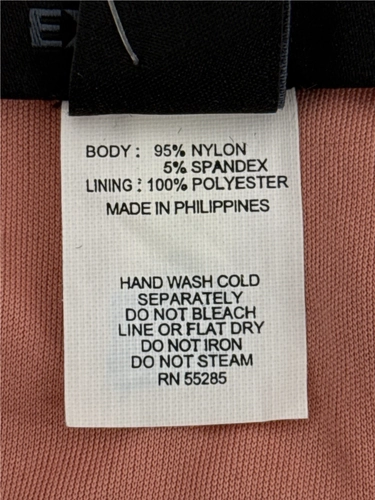 EX
BODY : 95% NYLON
5% SPANDEX
LINING : 100% POLYESTER
MADE IN PHILIPPINES
HAND WASH COLD
SEPARATELY
DO NOT BLEACH
LINE OR FLAT DRY
DO NOT IRON
DO NOT STEAM
RN 55285